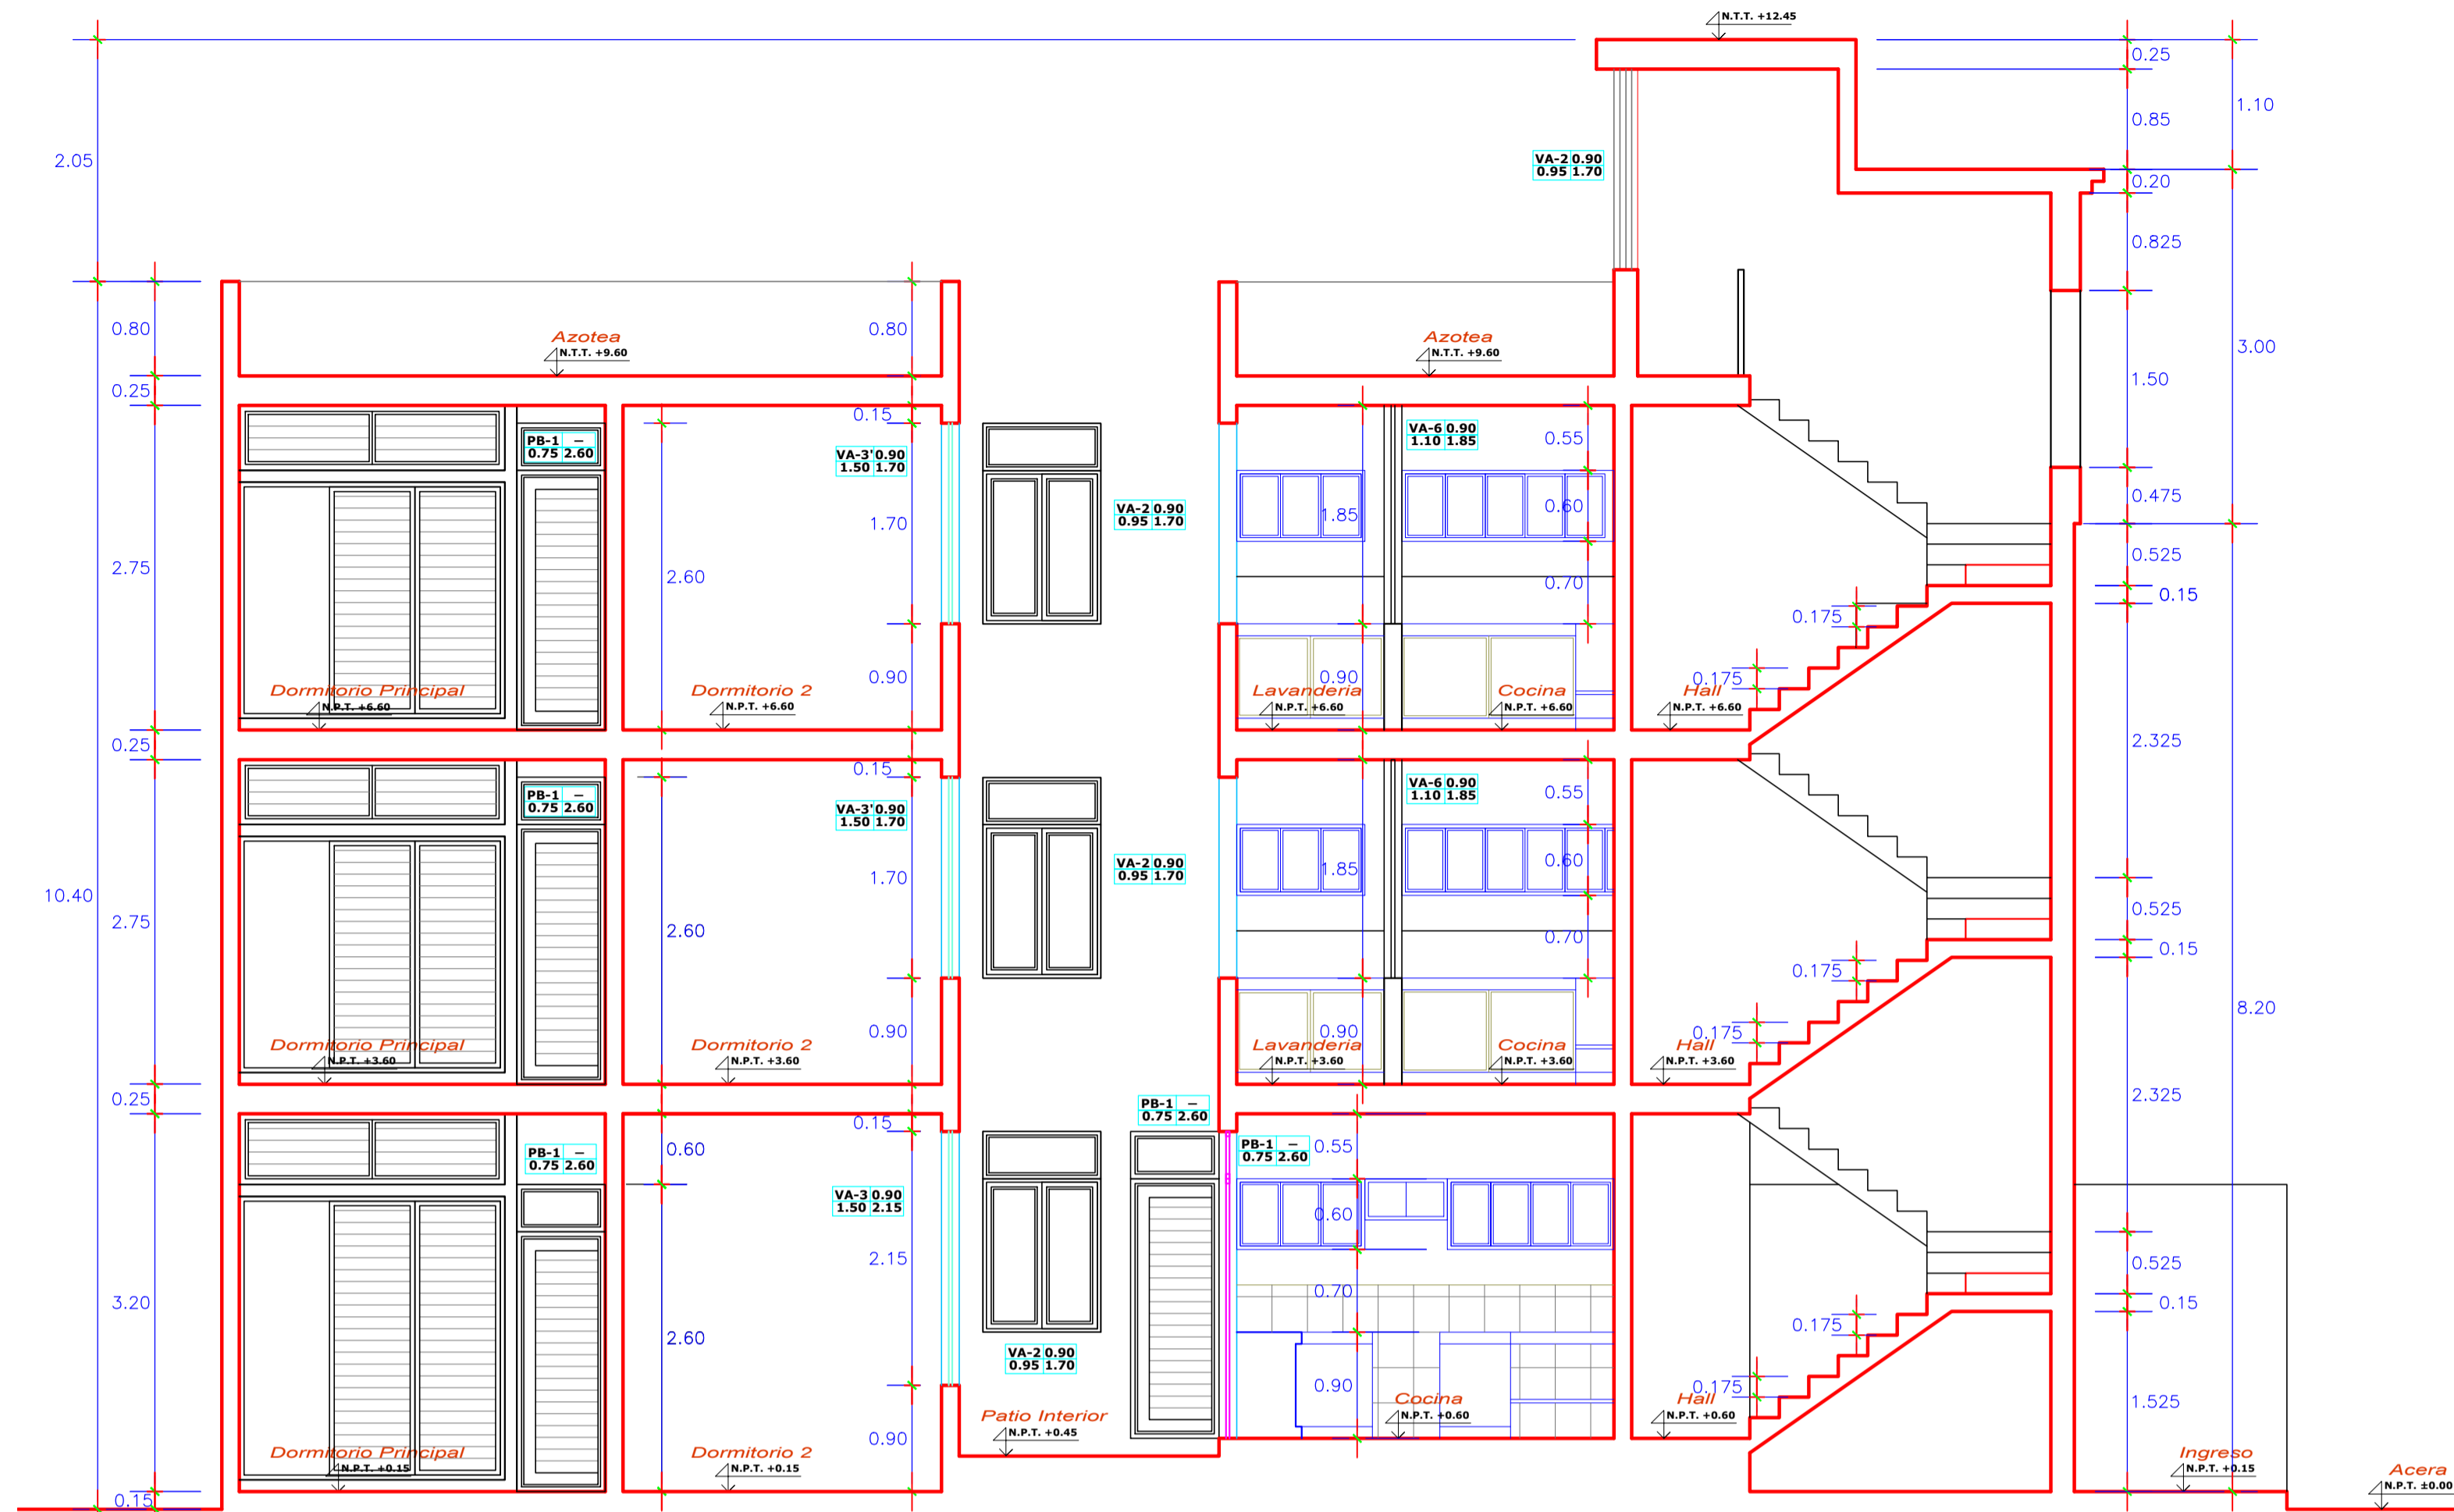 N.T.T. +12.45
0.25
1.10
0.85
2.05
VA-2 0.90
0.95 1.70
0.20
0.825
0.80
0.80
Azotea
N.T.T. +9.60
Azotea
N.T.T. +9.60
3.00
1.50
0.25
0.15
PB-1 –
0.75 2.60
VA-3' 0.90
1.50 1.70
VA-6 0.90
1.10 1.85
0.55
0.475
VA-2 0.90
0.95 1.70
1.70
1.85
0.60
2.75
2.60
0.70
0.525
0.15
0.175
0.90
0.90
0.175
Dormitorio Principal
N.P.T. +6.60
Dormitorio 2
N.P.T. +6.60
Lavanderia
N.P.T. +6.60
Cocina
N.P.T. +6.60
Hall
N.P.T. +6.60
0.25
2.325
0.15
PB-1 –
0.75 2.60
VA-3' 0.90
1.50 1.70
VA-6 0.90
1.10 1.85
0.55
VA-2 0.90
0.95 1.70
1.70
1.85
0.60
10.40
2.75
2.60
0.70
0.525
0.15
0.175
0.90
0.90
0.175
8.20
Dormitorio Principal
N.P.T. +3.60
Dormitorio 2
N.P.T. +3.60
Lavanderia
N.P.T. +3.60
Cocina
N.P.T. +3.60
Hall
N.P.T. +3.60
0.25
2.325
PB-1 –
0.75 2.60
0.15
0.60
PB-1 –
0.75 2.60
PB-1 –
0.75 2.60
0.55
VA-3 0.90
1.50 2.15
0.60
2.15
0.525
0.70
3.20
2.60
0.15
0.175
VA-2 0.90
0.95 1.70
0.90
0.175
1.525
Patio Interior
N.P.T. +0.45
Cocina
N.P.T. +0.60
Hall
N.P.T. +0.60
0.90
Dormitorio Principal
N.P.T. +0.15
Dormitorio 2
N.P.T. +0.15
Ingreso
N.P.T. +0.15
Acera
N.P.T. ±0.00
0.15